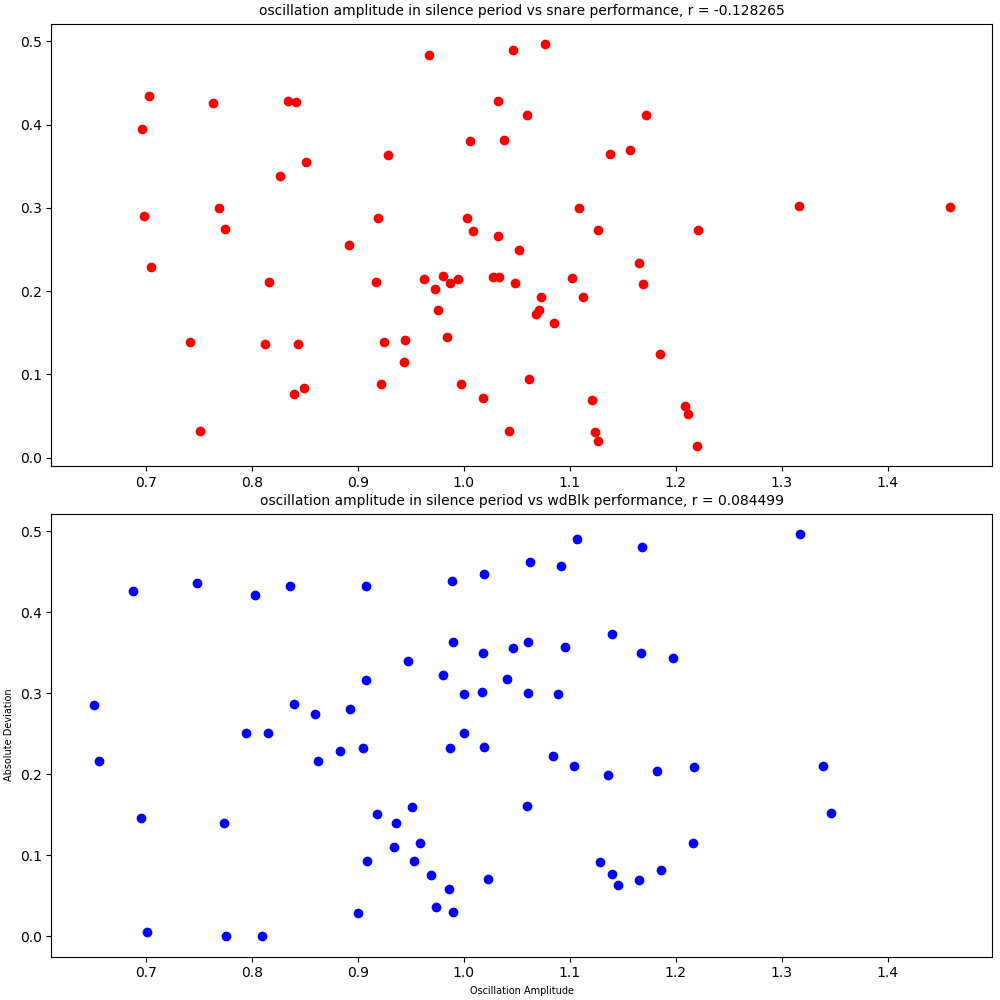 oscillation amplitude in silence period vs snare performance, r = -0.128265
0.5
0.4
0.3
0.2
0.1
0.0
0.7 0.8 0.9 1.0 1.1 1.2 1.3 1.4
oscillation amplitude in silence period vs wdBlk performance, r = 0.084499
0.5
0.4
0.3
0.2
0.1
0.0
Absolute Deviation
0.7 0.8 0.9 1.0 1.1 1.2 1.3 1.4
Oscillation Amplitude